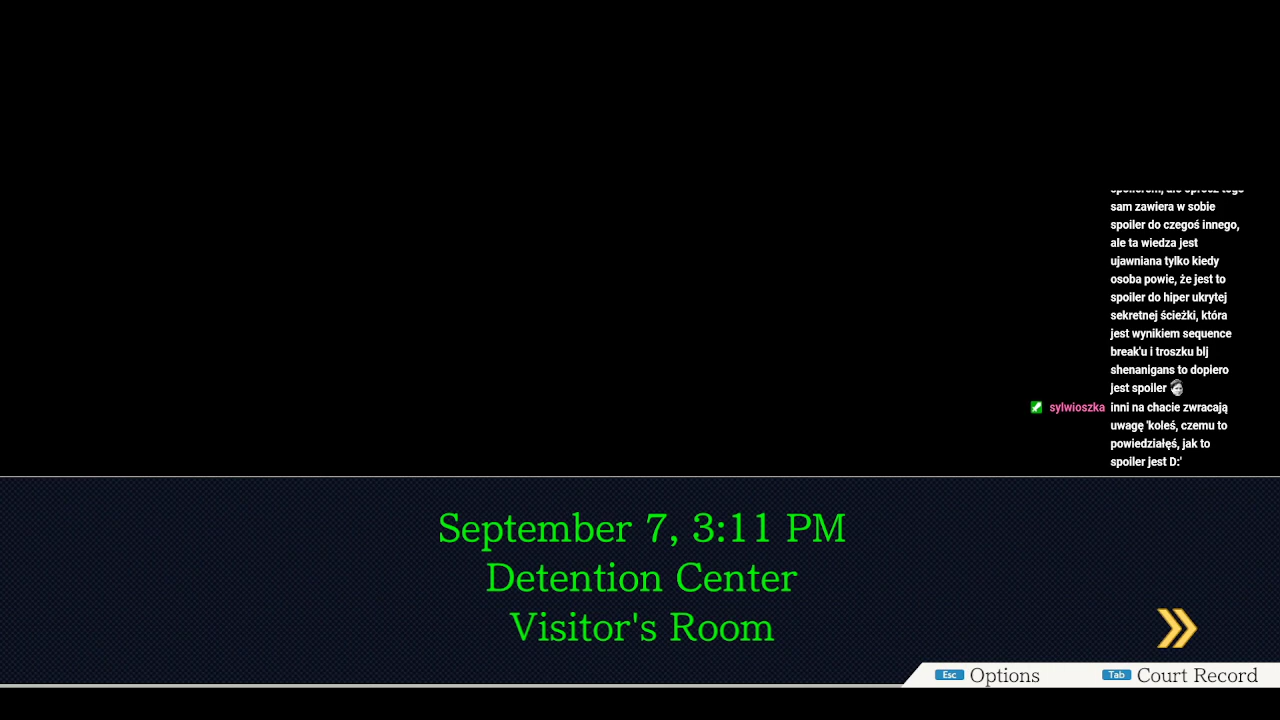 sam zawiera w sobie
spoiler do czegoś innego,
ale ta wiedza jest
ujawniana tylko kiedy
osoba powie, że jest to
spoiler do hiper ukrytej
sekretnej ścieżki, która
jest wynikiem sequence
break'u i troszku blj
shenanigans to dopiero
jest spoiler
sylwioszka inni na chacie zwracają
uwagę 'koleś, czemu to
powiedziałęś, jak to
spoiler jest D:'
September 7, 3:11 PM
Detention Center
Visitor's Room
Esc Options Tab Court Record